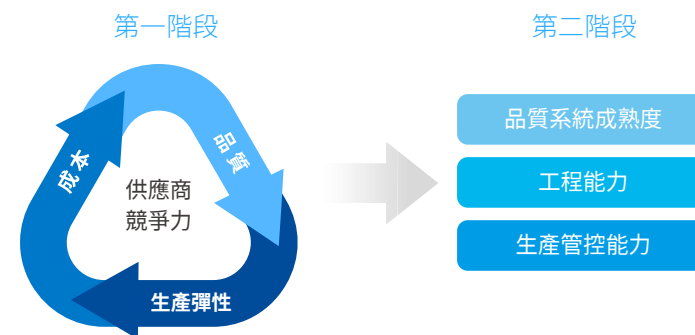 第一階段
成本
品質
供應商
競爭力
生產彈性
第二階段
品質系統成熟度
工程能力
生產管控能力